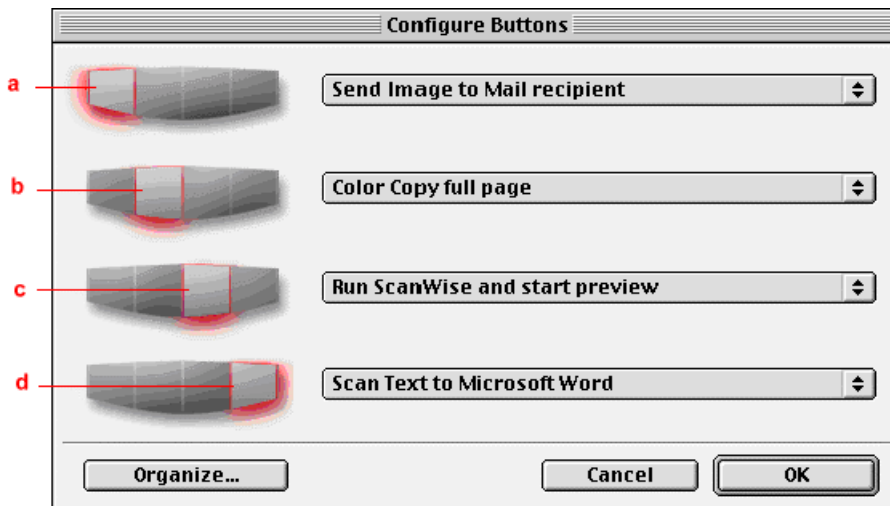 Configure Buttons
a Send Image to Mail recipient
b Color Copy full page
c Run ScanWise and start preview
d Scan Text to Microsoft Word
Organize... Cancel OK